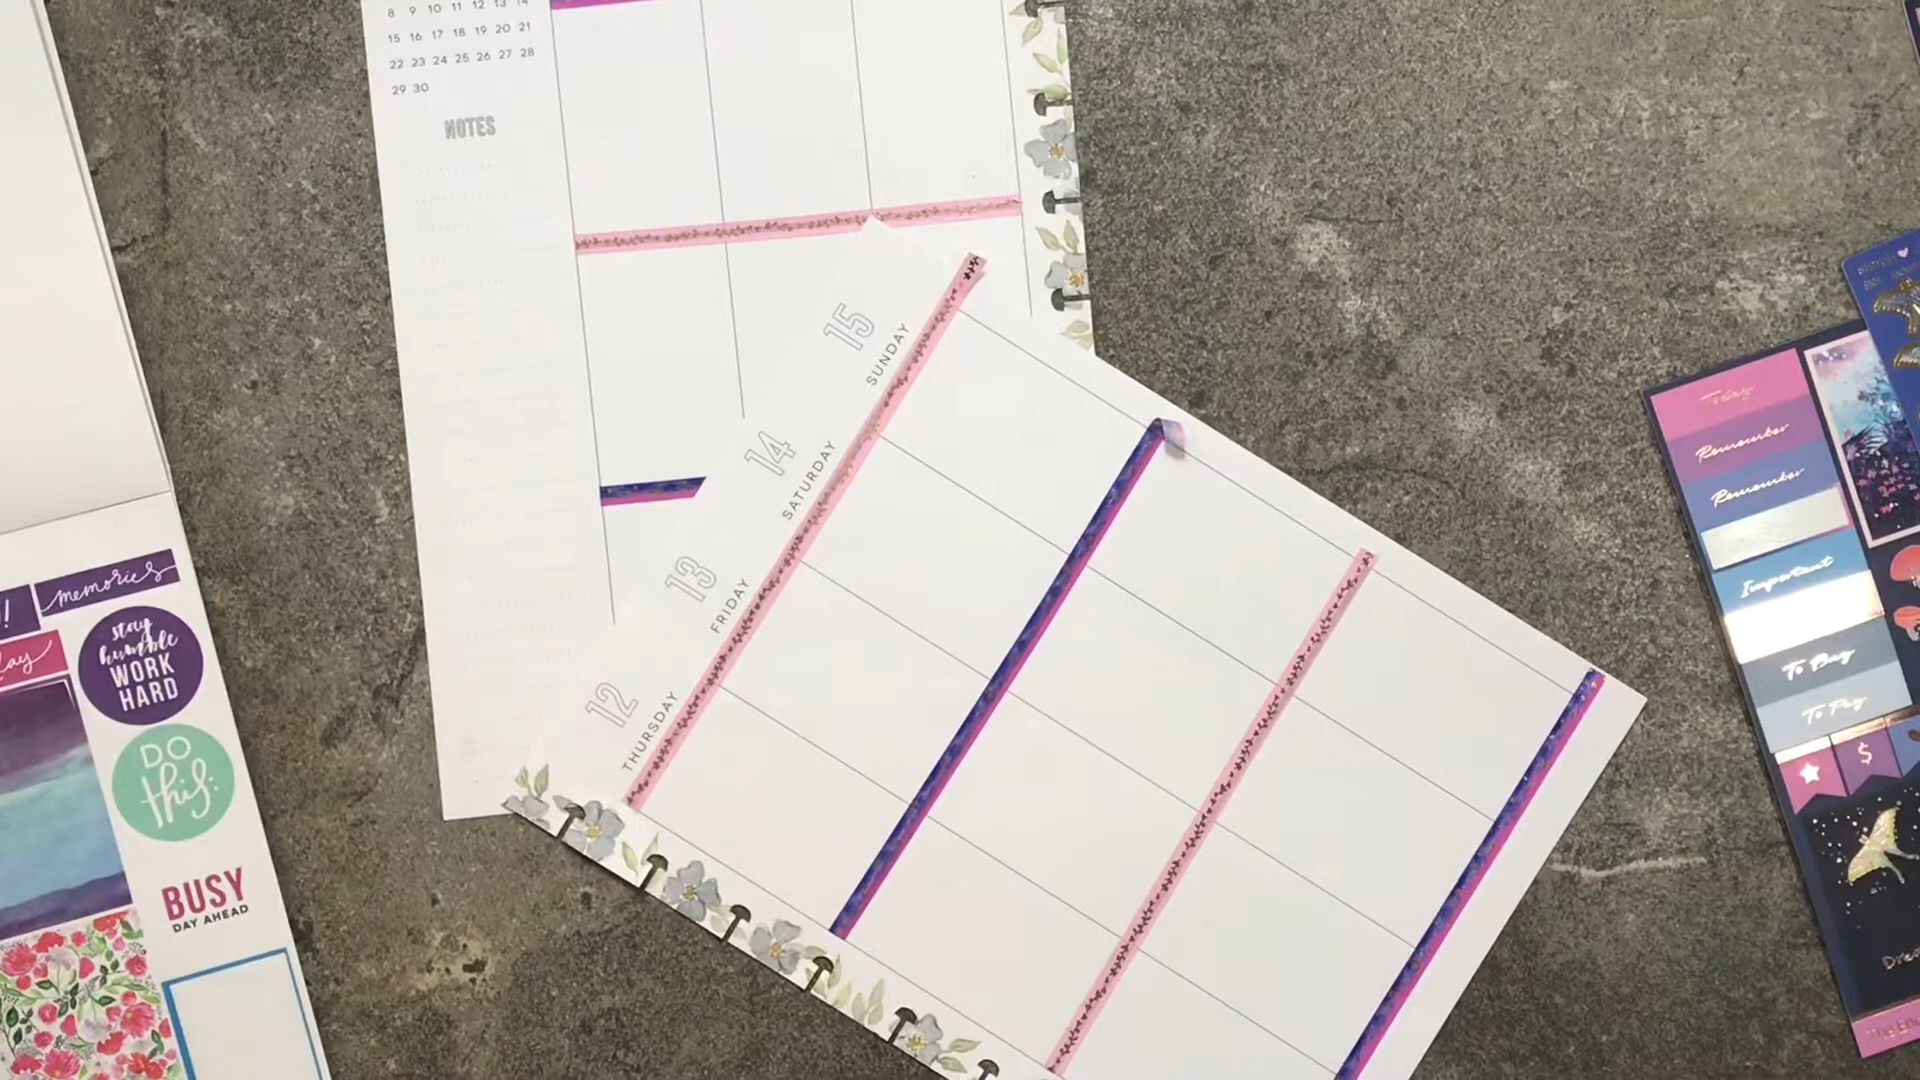 8 9 10 11 12 13 14
15 16 17 18 19 20 21
22 23 24 25 26 27 28
29 30
NOTES
15
SUNDAY
14
SATURDAY
13
FRIDAY
12
THURSDAY
memories
stay
humble
WORK
HARD
DO
this:
BUSY
DAY AHEAD
Today
Remember
Remember
Important
To Buy
To Pay
$